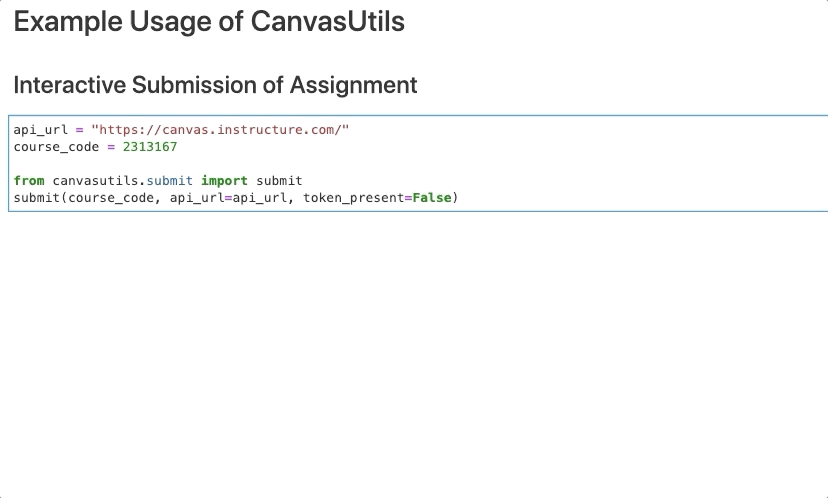 Example Usage of CanvasUtils
Interactive Submission of Assignment
api_url = "https://canvas.instructure.com/"
course_code = 2313167
from canvasutils.submit import submit
submit(course_code, api_url=api_url, token_present=False)